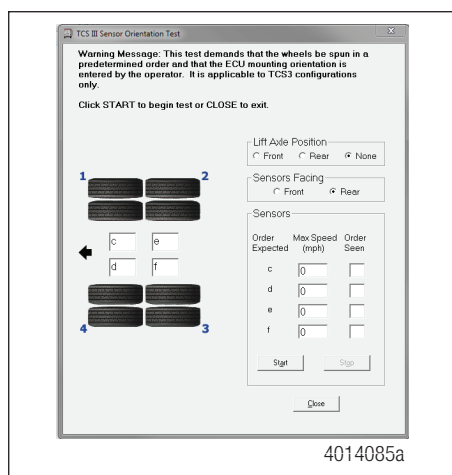 TCS III Sensor Orientation Test
x
Warning Message: This test demands that the wheels be spun in a
predetermined order and that the ECU mounting orientation is
entered by the operator. It is applicable to TCS3 configurations
only.
Click START to begin test or CLOSE to exit.
Lift Axle Position
Front Rear None
Sensors Facing
Front Rear
1 2
c e
d f
4 3
Sensors
Order Max Speed Order
Expected (mph) Seen
c 0
d 0
e 0
f 0
Start Stop
Close
4014085a